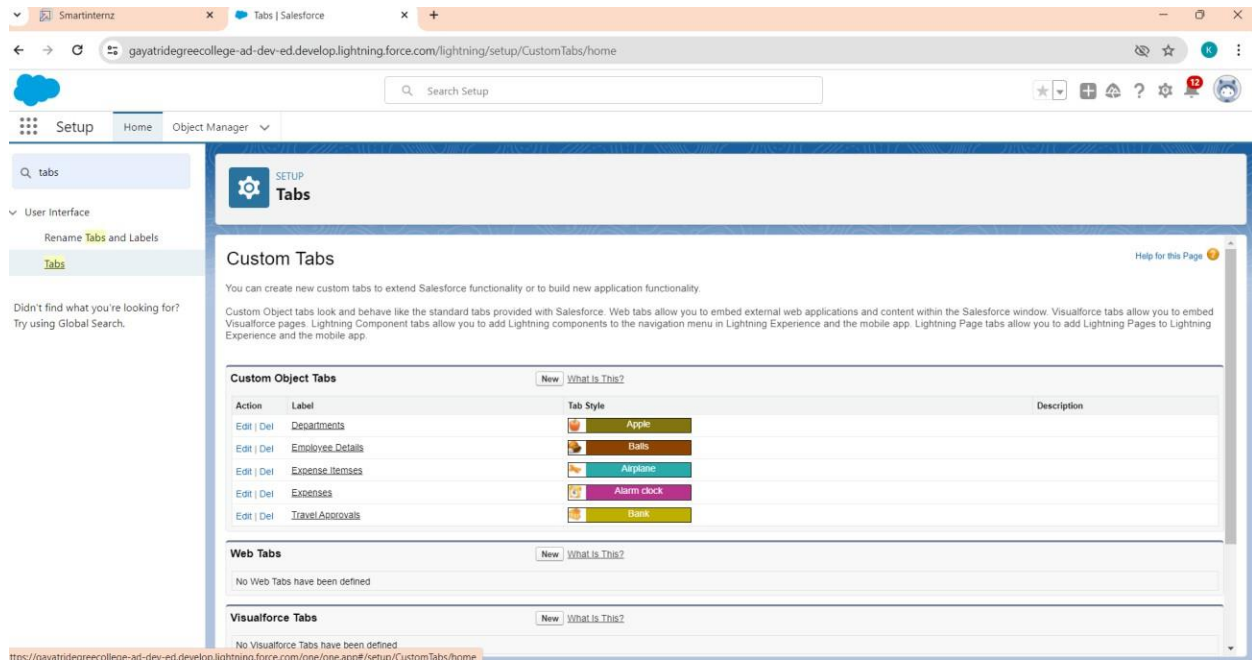 Smartinternz
Tabs | Salesforce
gayatridegreecollege-ad-dev-ed.develop.lightning.force.com/lightning/setup/CustomTabs/home
K
Search Setup
12
Setup Home Object Manager
tabs
User Interface
Rename Tabs and Labels
Tabs
Didn't find what you're looking for?
Try using Global Search.
SETUP
Tabs
Custom Tabs
Help for this Page
You can create new custom tabs to extend Salesforce functionality or to build new application functionality.
Custom Object tabs look and behave like the standard tabs provided with Salesforce. Web tabs allow you to embed external web applications and content within the Salesforce window. Visualforce tabs allow you to embed
Visualforce pages. Lightning Component tabs allow you to add Lightning components to the navigation menu in Lightning Experience and the mobile app. Lightning Page tabs allow you to add Lightning Pages to Lightning
Experience and the mobile app.
Custom Object Tabs New What Is This?
Action Label Tab Style Description
Edit | Del Departments Apple
Edit | Del Employee Details Balls
Edit | Del Expense Itemses Airplane
Edit | Del Expenses Alarm clock
Edit | Del Travel Approvals Bank
Web Tabs New What Is This?
No Web Tabs have been defined
Visualforce Tabs New What Is This?
No Visualforce Tabs have been defined
ttps://gayatridegreecollege-ad-dev-ed.develop.lightning.force.com/one/one.app#/setup/CustomTabs/home